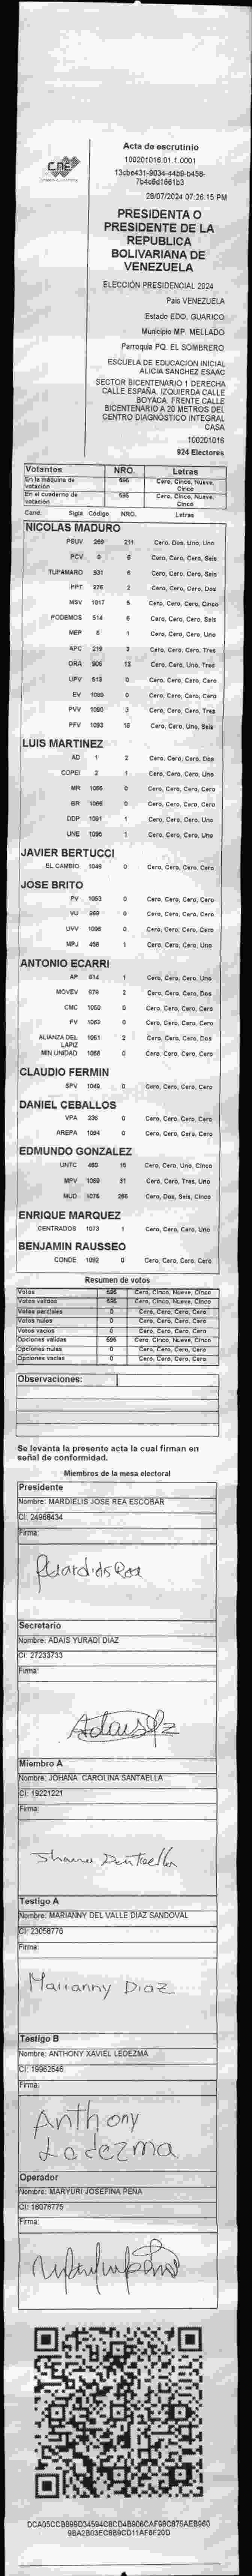 CNE
Acta de escrutinio
100201016.01.1.0001
13cbe431-9034-44b9-b458-
7b4c6d1661b3
28/07/2024 07:26:15 PM
PRESIDENTA O
PRESIDENTE DE LA
REPUBLICA
BOLIVARIANA DE
VENEZUELA
ELECCIÓN PRESIDENCIAL 2024
País VENEZUELA
Estado EDO. GUARICO
Municipio MP. MELLADO
Parroquia PQ. EL SOMBRERO
ESCUELA DE EDUCACION INICIAL
ALICIA SANCHEZ ESAAC
SECTOR BICENTENARIO 1 DERECHA
CALLE ESPAÑA. IZQUIERDA CALLE
BOYACA. FRENTE CALLE
BICENTENARIO A 20 METROS DEL
CENTRO DIAGNÓSTICO INTEGRAL
CASA
100201016
924 Electores
Votantes NRO. Letras
En la máquina de votación 595 Cero, Cinco, Nueve, Cinco
En el cuaderno de votación 595 Cero, Cinco, Nueve, Cinco
Cand. Sigla Código NRO. Letras
NICOLAS MADURO
PSUV 269 211 Cero, Dos, Uno, Uno
PCV 6 Cero, Cero, Cero, Seis
TUPAMARO 931 6 Cero, Cero, Cero, Seis
PPT 276 2 Cero, Cero, Cero, Dos
MSV 1017 5 Cero, Cero, Cero, Cinco
PODEMOS 514 6 Cero, Cero, Cero, Seis
MEP 6 1 Cero, Cero, Cero, Uno
APC 219 3 Cero, Cero, Cero, Tres
ORA 906 13 Cero, Cero, Uno, Tres
UPV 513 0 Cero, Cero, Cero, Cero
EV 1089 0 Cero, Cero, Cero, Cero
PVV 1090 3 Cero, Cero, Cero, Tres
PFV 1093 16 Cero, Cero, Uno, Seis
LUIS MARTINEZ
AD 1 2 Cero, Cero, Cero, Dos
COPEI 2 1 Cero, Cero, Cero, Uno
MR 1065 0 Cero, Cero, Cero, Cero
BR 1066 0 Cero, Cero, Cero, Cero
DDP 1091 1 Cero, Cero, Cero, Uno
UNE 1095 1 Cero, Cero, Cero, Uno
JAVIER BERTUCCI
EL CAMBIO 1048 0 Cero, Cero, Cero, Cero
JOSE BRITO
PV 1053 0 Cero, Cero, Cero, Cero
VU 969 0 Cero, Cero, Cero, Cero
UVV 1096 0 Cero, Cero, Cero, Cero
MPJ 458 1 Cero, Cero, Cero, Uno
ANTONIO ECARRI
AP 814 1 Cero, Cero, Cero, Uno
MOVEV 679 2 Cero, Cero, Cero, Dos
CMC 1050 0 Cero, Cero, Cero, Cero
FV 1062 0 Cero, Cero, Cero, Cero
ALIANZA DEL LAPIZ 1051 2 Cero, Cero, Cero, Dos
MIN UNIDAD 1068 0 Cero, Cero, Cero, Cero
CLAUDIO FERMIN
SPV 1049 0 Cero, Cero, Cero, Cero
DANIEL CEBALLOS
VPA 236 0 Cero, Cero, Cero, Cero
AREPA 1094 0 Cero, Cero, Cero, Cero
EDMUNDO GONZALEZ
UNTC 460 15 Cero, Cero, Uno, Cinco
MPV 1069 31 Cero, Cero, Tres, Uno
MUD 1075 265 Cero, Dos, Seis, Cinco
ENRIQUE MARQUEZ
CENTRADOS 1073 1 Cero, Cero, Cero, Uno
BENJAMIN RAUSSEO
CONDE 1082 0 Cero, Cero, Cero, Cero
Resumen de votos
Votos 595 Cero, Cinco, Nueve, Cinco
Votos válidos 595 Cero, Cinco, Nueve, Cinco
Votos parciales 0 Cero, Cero, Cero, Cero
Votos nulos 0 Cero, Cero, Cero, Cero
Votos vacíos 0 Cero, Cero, Cero, Cero
Opciones válidas 595 Cero, Cinco, Nueve, Cinco
Opciones nulas 0 Cero, Cero, Cero, Cero
Opciones vacías 0 Cero, Cero, Cero, Cero
Observaciones:
Se levanta la presente acta la cual firman en
señal de conformidad.
Miembros de la mesa electoral
Presidente
Nombre: MARDIELIS JOSE REA ESCOBAR
CI: 24968434
Firma:
Secretario
Nombre: ADAIS YURADI DIAZ
CI: 27233733
Firma:
Miembro A
Nombre: JOHANA CAROLINA SANTAELLA
CI: 19221221
Firma:
Testigo A
Nombre: MARIANNY DEL VALLE DIAZ SANDOVAL
CI: 23058776
Firma:
Marianny Diaz
Testigo B
Nombre: ANTHONY XAVIEL LEDEZMA
CI: 19962546
Firma:
Anthony
Ledezma
Operador
Nombre: MARYURI JOSEFINA PEÑA
CI: 16076775
Firma: